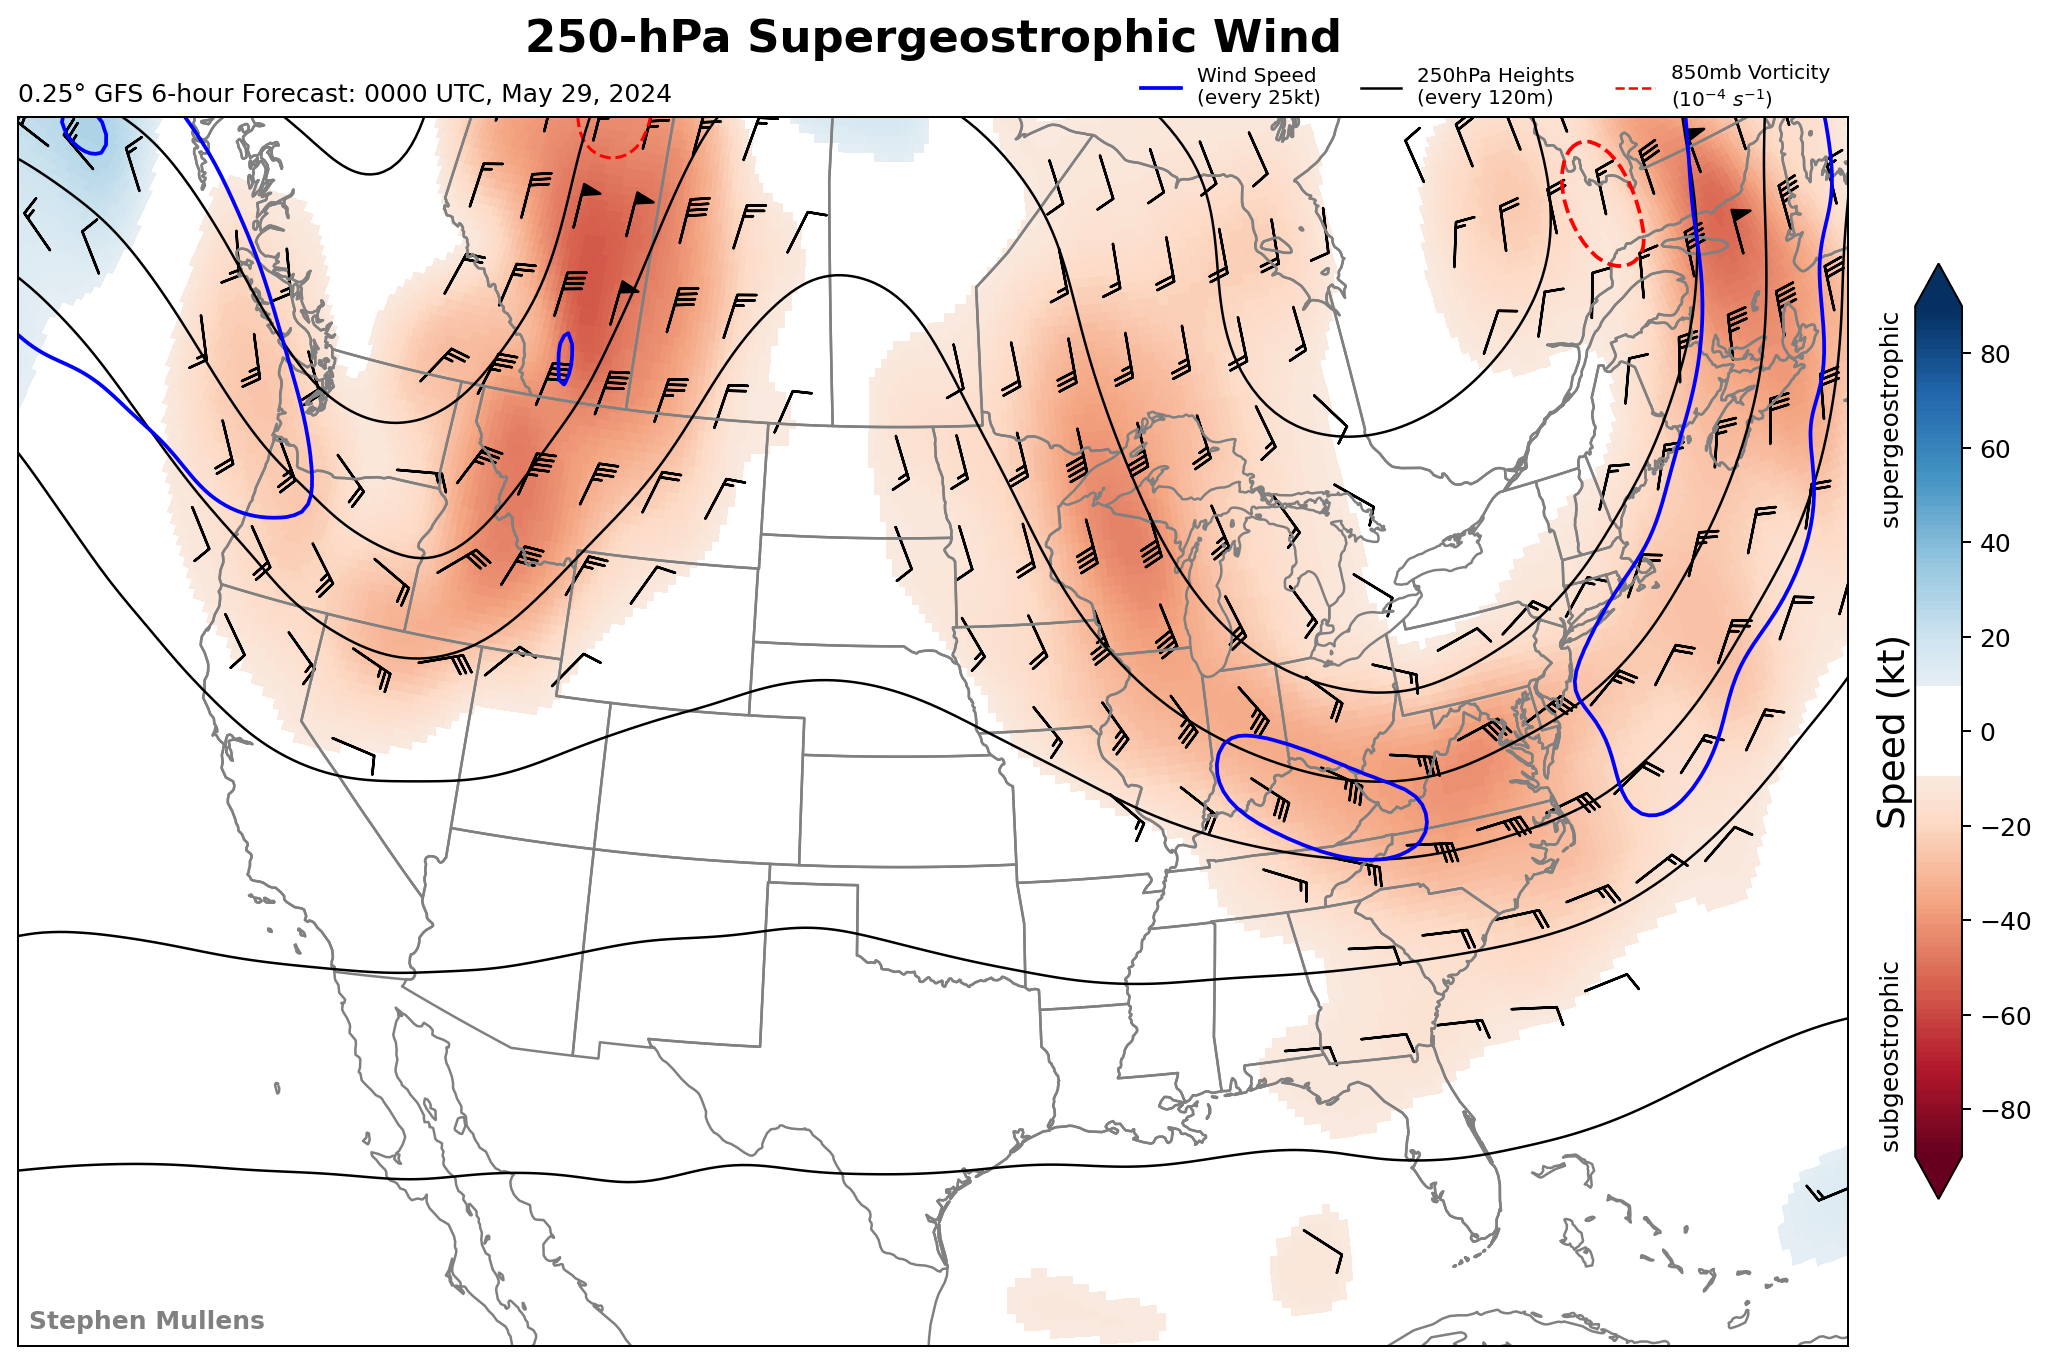 250-hPa Supergeostrophic Wind
0.25° GFS 6-hour Forecast: 0000 UTC, May 29, 2024
Wind Speed
(every 25kt)
250hPa Heights
(every 120m)
850mb Vorticity
(10⁻⁴ s⁻¹)
supergeostrophic
Speed (kt)
subgeostrophic
80
60
40
20
0
−20
−40
−60
−80
Stephen Mullens